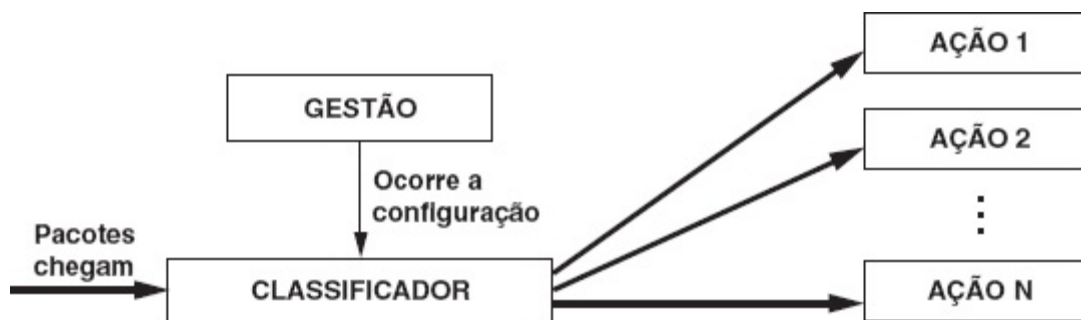 AÇÃO 1
GESTÃO
AÇÃO 2
Ocorre a
configuração
Pacotes
chegam
CLASSIFICADOR
AÇÃO N